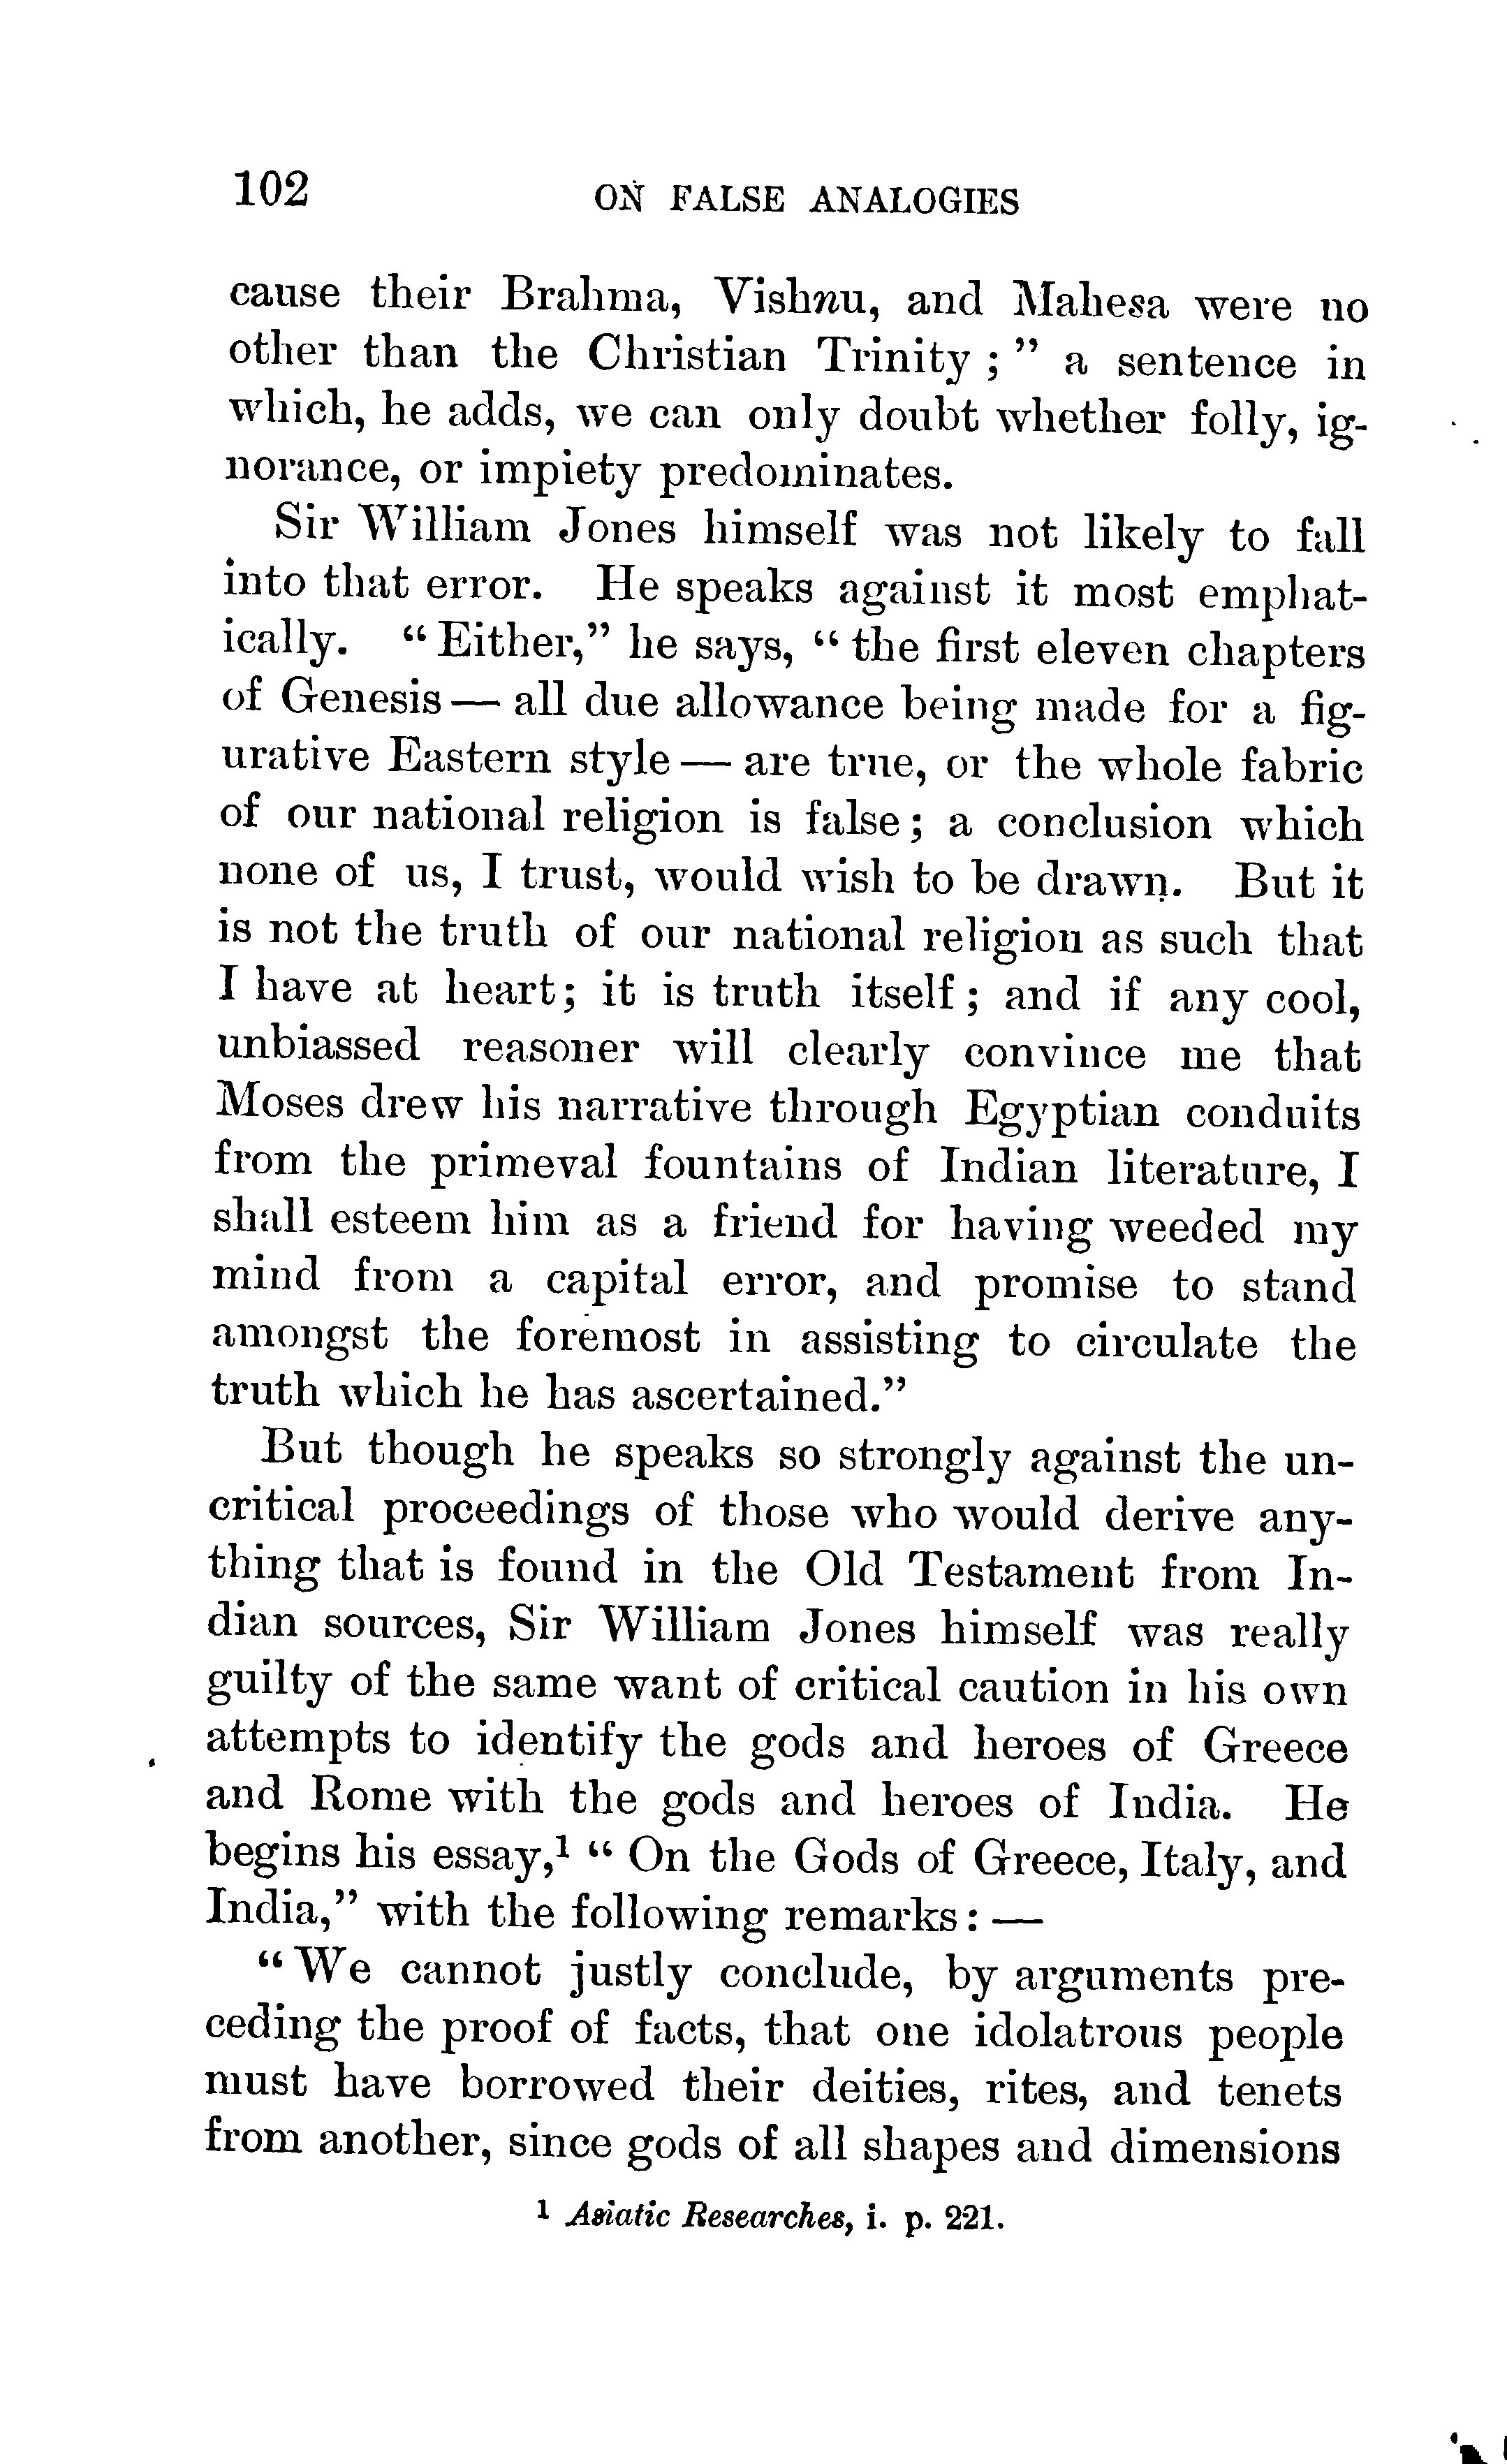 102 ON FALSE ANALOGIES
cause their Brahma, Vishnu, and Mahesa were no
other than the Christian Trinity ; ” a sentence in
which, he adds, we can only doubt whether folly, ig-
norance, or impiety predominates.
Sir William Jones himself was not likely to fall
into that error. He speaks against it most emphat-
ically. “ Either,” he says, “ the first eleven chapters
of Genesis — all due allowance being made for a fig-
urative Eastern style — are true, or the whole fabric
of our national religion is false ; a conclusion which
none of us, I trust, would wish to be drawn. But it
is not the truth of our national religion as such that
I have at heart ; it is truth itself ; and if any cool,
unbiassed reasoner will clearly convince me that
Moses drew his narrative through Egyptian conduits
from the primeval fountains of Indian literature, I
shall esteem him as a friend for having weeded my
mind from a capital error, and promise to stand
amongst the foremost in assisting to circulate the
truth which he has ascertained.”
But though he speaks so strongly against the un-
critical proceedings of those who would derive any-
thing that is found in the Old Testament from In-
dian sources, Sir William Jones himself was really
guilty of the same want of critical caution in his own
attempts to identify the gods and heroes of Greece
and Rome with the gods and heroes of India. He
begins his essay,¹ “ On the Gods of Greece, Italy, and
India,” with the following remarks : —
“ We cannot justly conclude, by arguments pre-
ceding the proof of facts, that one idolatrous people
must have borrowed their deities, rites, and tenets
from another, since gods of all shapes and dimensions
¹ Asiatic Researches, i. p. 221.